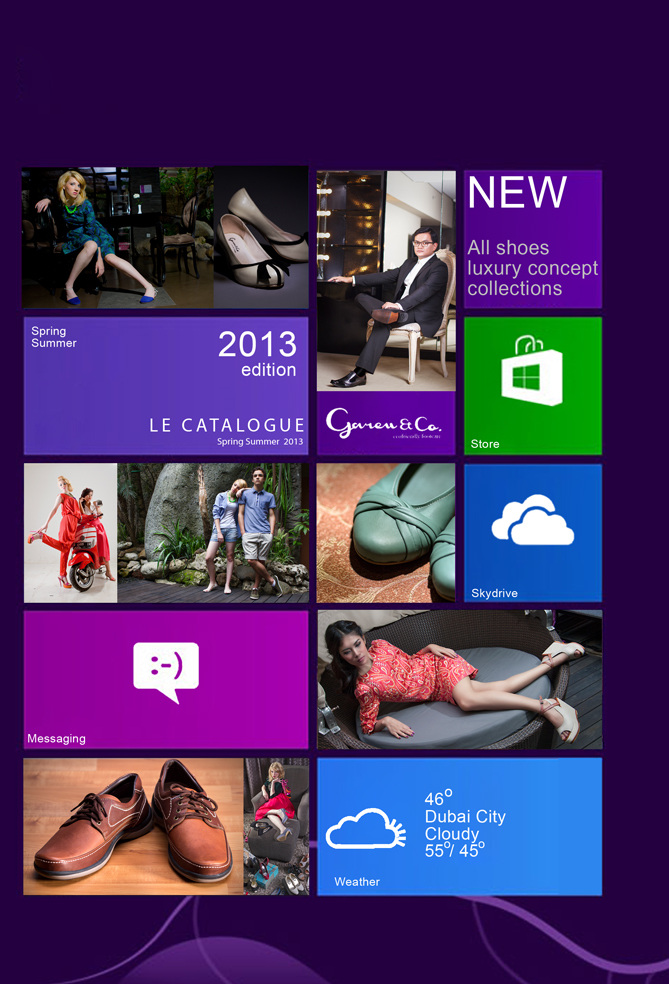 NEW
All shoes
luxury concept
collections
Spring
Summer
2013
edition
LE CATALOGUE
Spring Summer 2013
Garen & Co.
Store
Skydrive
:-)
Messaging
46°
Dubai City
Cloudy
55°/ 45°
Weather